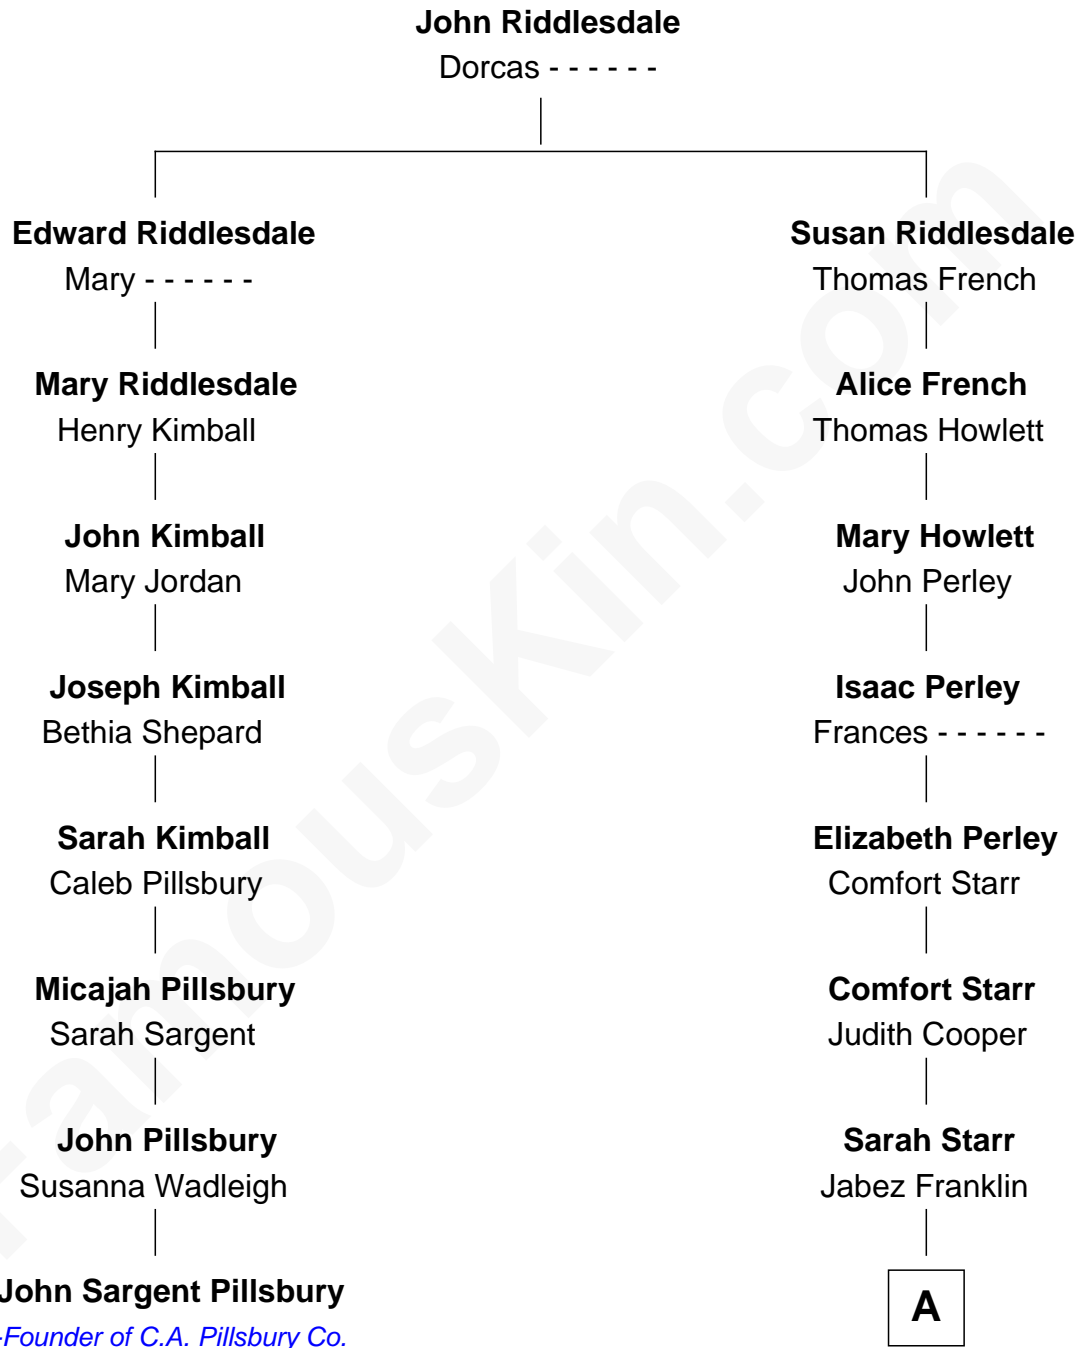 John Riddlesdale
Dorcas - - - - - -
Edward Riddlesdale
Mary - - - - - -
Susan Riddlesdale
Thomas French
Mary Riddlesdale
Henry Kimball
Alice French
Thomas Howlett
John Kimball
Mary Jordan
Mary Howlett
John Perley
Joseph Kimball
Bethia Shepard
Isaac Perley
Frances - - - - - -
Sarah Kimball
Caleb Pillsbury
Elizabeth Perley
Comfort Starr
Micajah Pillsbury
Sarah Sargent
Comfort Starr
Judith Cooper
John Pillsbury
Susanna Wadleigh
Sarah Starr
Jabez Franklin
John Sargent Pillsbury
-Founder of C.A. Pillsbury Co.
A
FamousKin.com